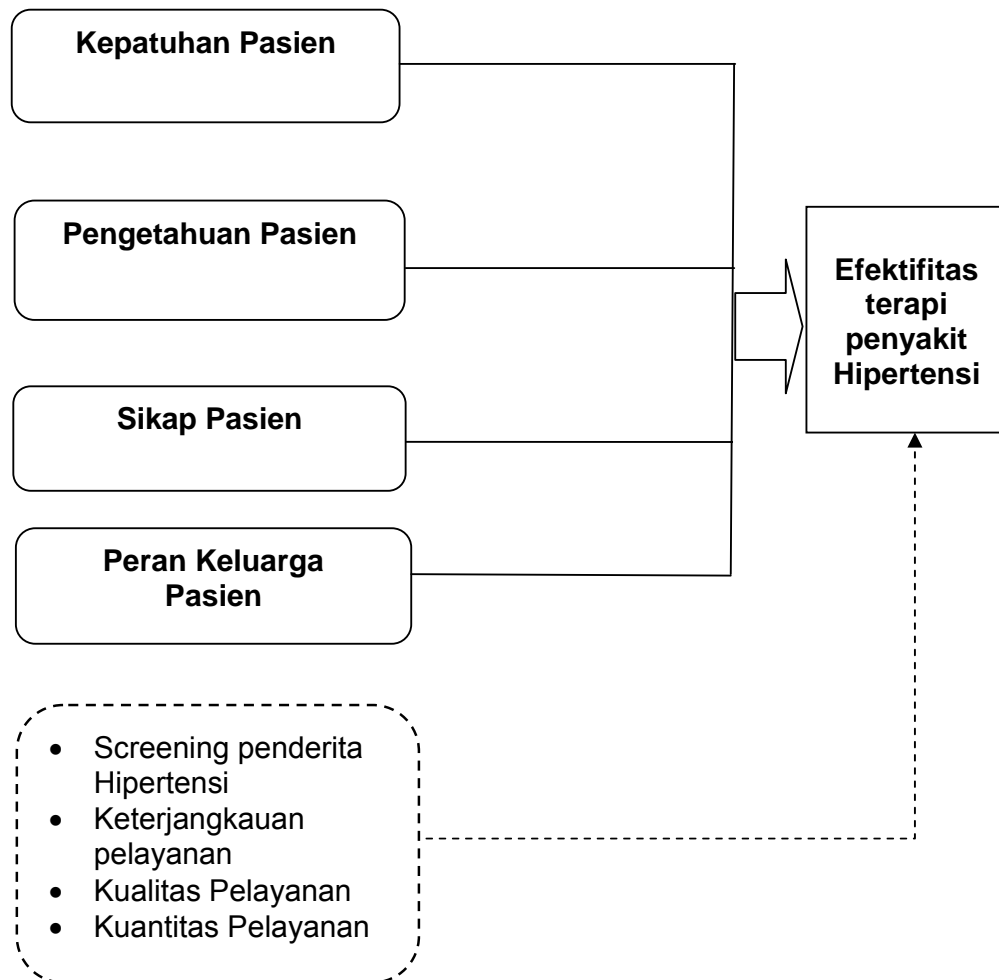 Kepatuhan Pasien
Pengetahuan Pasien
Sikap Pasien
Peran Keluarga
Pasien
Efektifitas
terapi
penyakit
Hipertensi
• Screening penderita
Hipertensi
• Keterjangkauan
pelayanan
• Kualitas Pelayanan
• Kuantitas Pelayanan